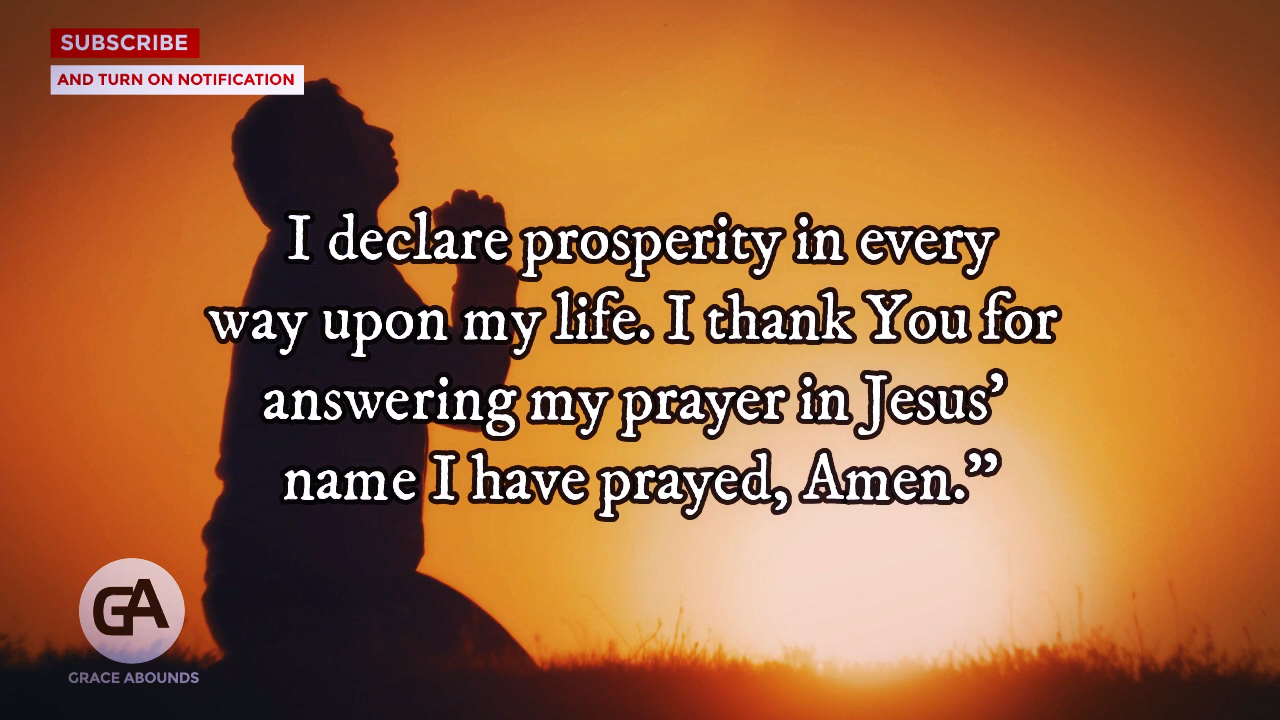 SUBSCRIBE
AND TURN ON NOTIFICATION
I declare prosperity in every
way upon my life. I thank You for
answering my prayer in Jesus’
name I have prayed, Amen.”
GA
GRACE ABOUNDS